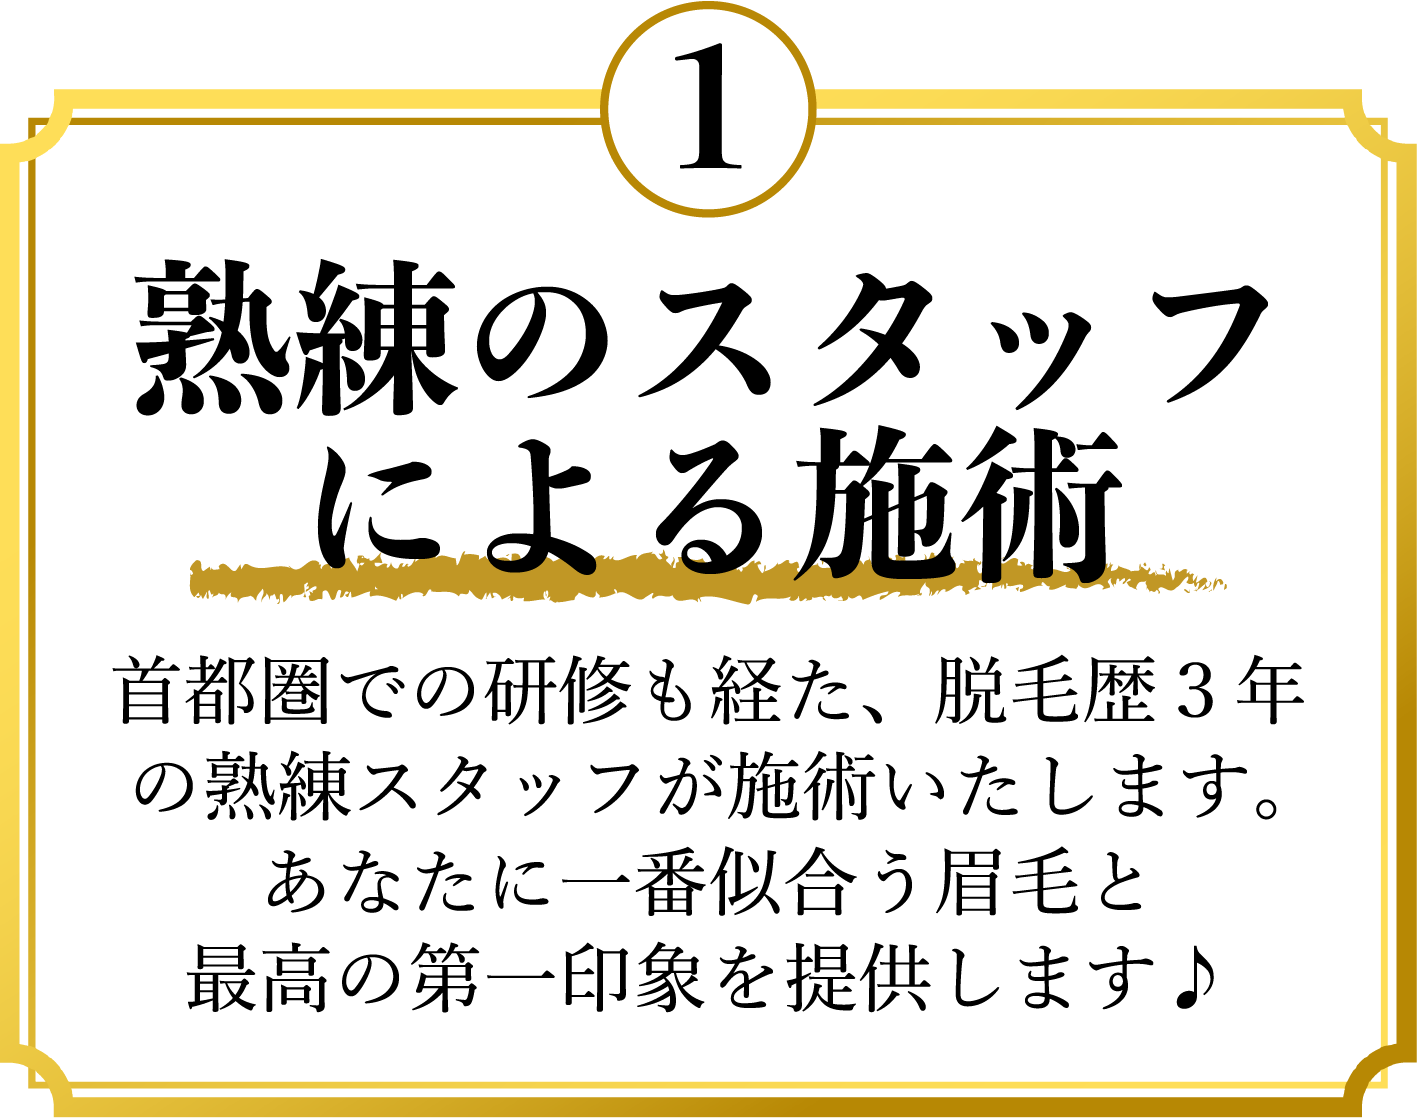 1
熟練のスタッフ
による施術
首都圏での研修も経た、脱毛歴３年
の熟練スタッフが施術いたします。
あなたに一番似合う眉毛と
最高の第一印象を提供します♪